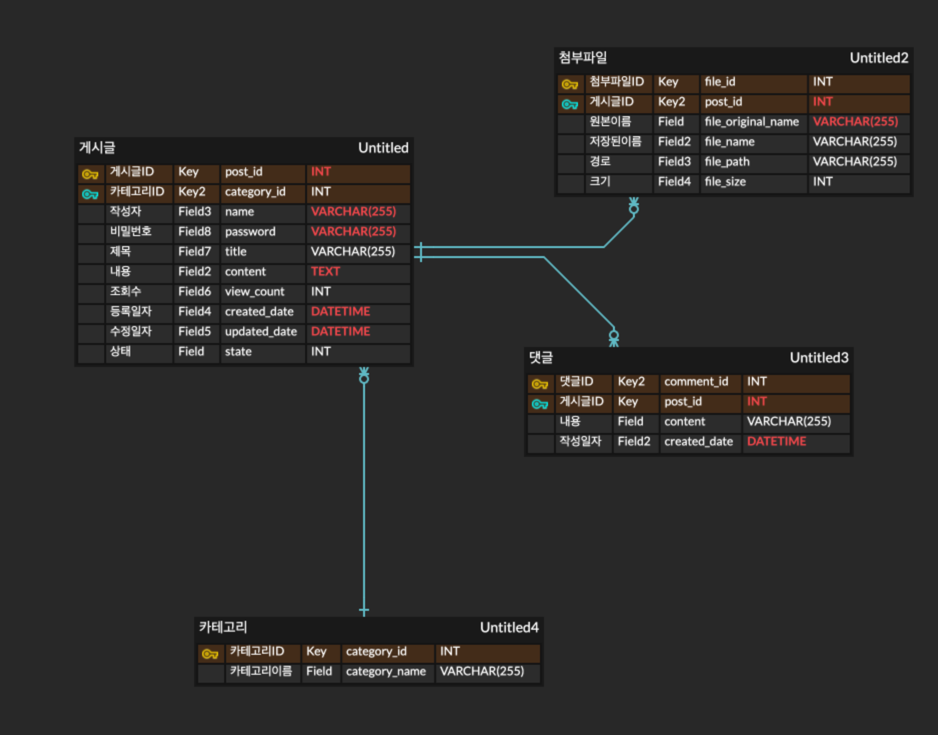 첨부파일 Untitled2
첨부파일ID Key file_id INT
게시글ID Key2 post_id INT
원본이름 Field file_original_name VARCHAR(255)
저장된이름 Field2 file_name VARCHAR(255)
경로 Field3 file_path VARCHAR(255)
크기 Field4 file_size INT
게시글 Untitled
게시글ID Key post_id INT
카테고리ID Key2 category_id INT
작성자 Field3 name VARCHAR(255)
비밀번호 Field8 password VARCHAR(255)
제목 Field7 title VARCHAR(255)
내용 Field2 content TEXT
조회수 Field6 view_count INT
등록일자 Field4 created_date DATETIME
수정일자 Field5 updated_date DATETIME
상태 Field state INT
댓글 Untitled3
댓글ID Key2 comment_id INT
게시글ID Key post_id INT
내용 Field content VARCHAR(255)
작성일자 Field2 created_date DATETIME
카테고리 Untitled4
카테고리ID Key category_id INT
카테고리이름 Field category_name VARCHAR(255)